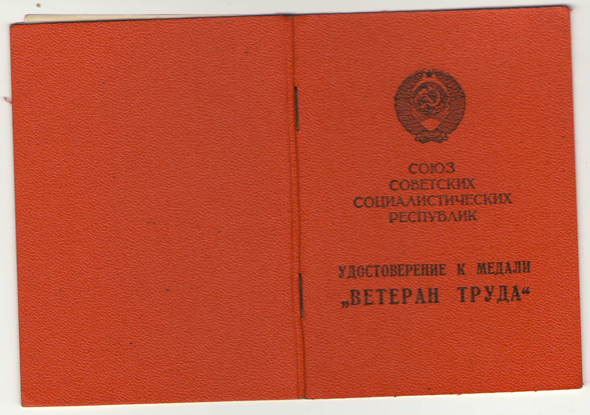 СОЮЗ
СОВЕТСКИХ
СОЦИАЛИСТИЧЕСКИХ
РЕСПУБЛИК
УДОСТОВЕРЕНИЕ К МЕДАЛИ
„ВЕТЕРАН ТРУДА“